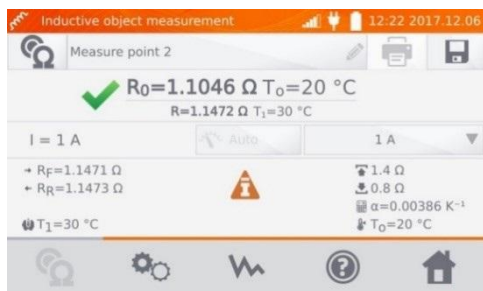 Inductive object measurement 12:22 2017.12.06
Measure point 2
R₀=1.1046 Ω T₀=20 °C
R=1.1472 Ω T₁=30 °C
I = 1 A Auto 1 A
→ RF=1.1471 Ω 1.4 Ω
← RR=1.1473 Ω 0.8 Ω
α=0.00386 K⁻¹
T₁=30 °C T₀=20 °C